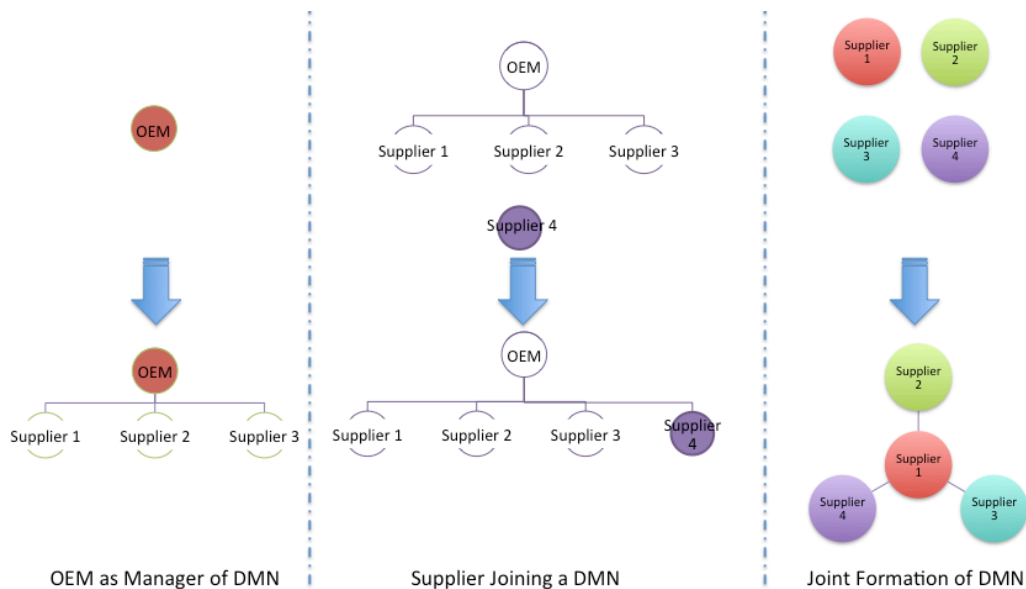 OEM
OEM
Supplier 1
Supplier 2
Supplier 3
OEM as Manager of DMN
OEM
Supplier 1
Supplier 2
Supplier 3
Supplier 4
OEM
Supplier 1
Supplier 2
Supplier 3
Supplier
4
Supplier Joining a DMN
Supplier
1
Supplier
2
Supplier
3
Supplier
4
Supplier
2
Supplier
1
Supplier
4
Supplier
3
Joint Formation of DMN